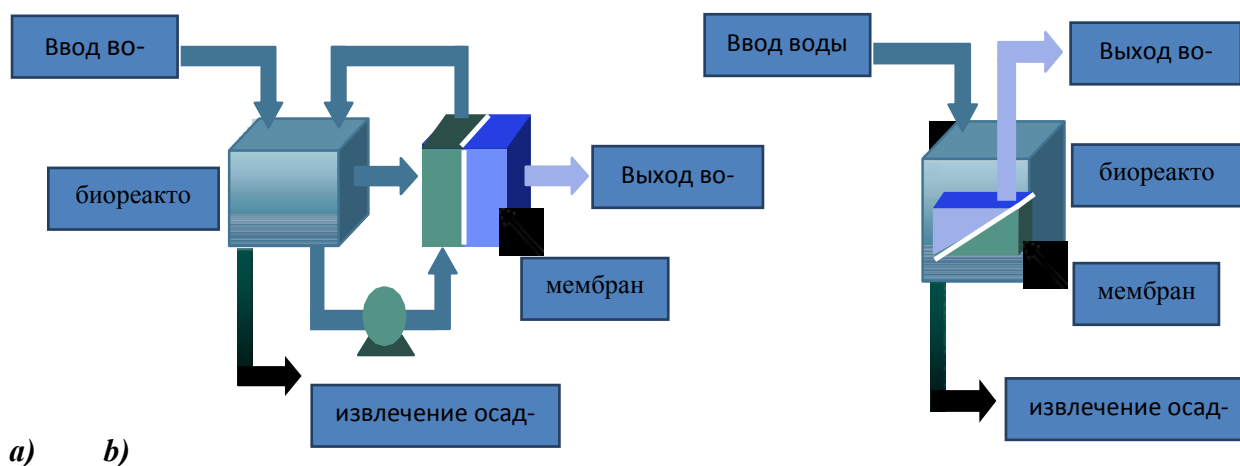 Ввод во-
биореакто
Выход во-
мембран
извлечение осад-
Ввод воды
Выход во-
биореакто
мембран
извлечение осад-
a) b)